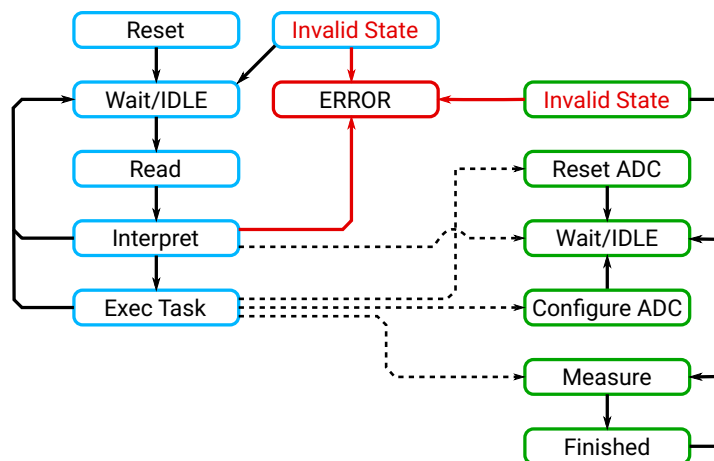 Reset
Invalid State
Wait/IDLE
ERROR
Invalid State
Read
Reset ADC
Interpret
Wait/IDLE
Exec Task
Configure ADC
Measure
Finished